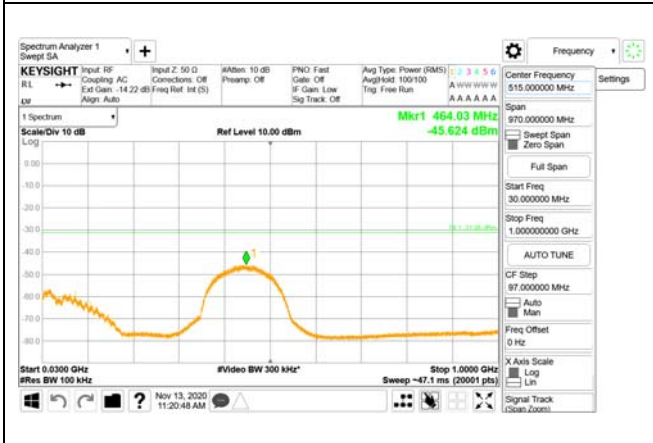 Spectrum Analyzer 1
Swept SA
+
Frequency
KEYSIGHT
Input: RF
Coupling: AC
Ext Gain: -14.22 dB
Align: Auto
Input Z: 50 Ω
Corrections: Off
Freq Ref: Int (S)
#Atten: 10 dB
Preamp: Off
PNO: Fast
Gate: Off
IF Gain: Low
Sig Track: Off
Avg Type: Power (RMS)
Avg|Hold: 100/100
Trig: Free Run
1 2 3 4 5 6
A W W W W W
A A A A A A
RL
1 Spectrum
Scale/Div 10 dB
Log
Ref Level 10.00 dBm
Mkr1 464.03 MHz
-45.624 dBm
0.00
-10.0
-20.0
-30.0
-40.0
-50.0
-60.0
-70.0
-80.0
1
Start 0.0300 GHz
#Res BW 100 kHz
#Video BW 300 kHz*
Stop 1.0000 GHz
Sweep ~47.1 ms (20001 pts)
Center Frequency
515.000000 MHz
Settings
Span
970.000000 MHz
Swept Span
Zero Span
Full Span
Start Freq
30.000000 MHz
Stop Freq
1.000000000 GHz
AUTO TUNE
CF Step
97.000000 MHz
Auto
Man
Freq Offset
0 Hz
X Axis Scale
Log
Lin
Signal Track
(Span Zoom)
?
Nov 13, 2020
11:20:48 AM